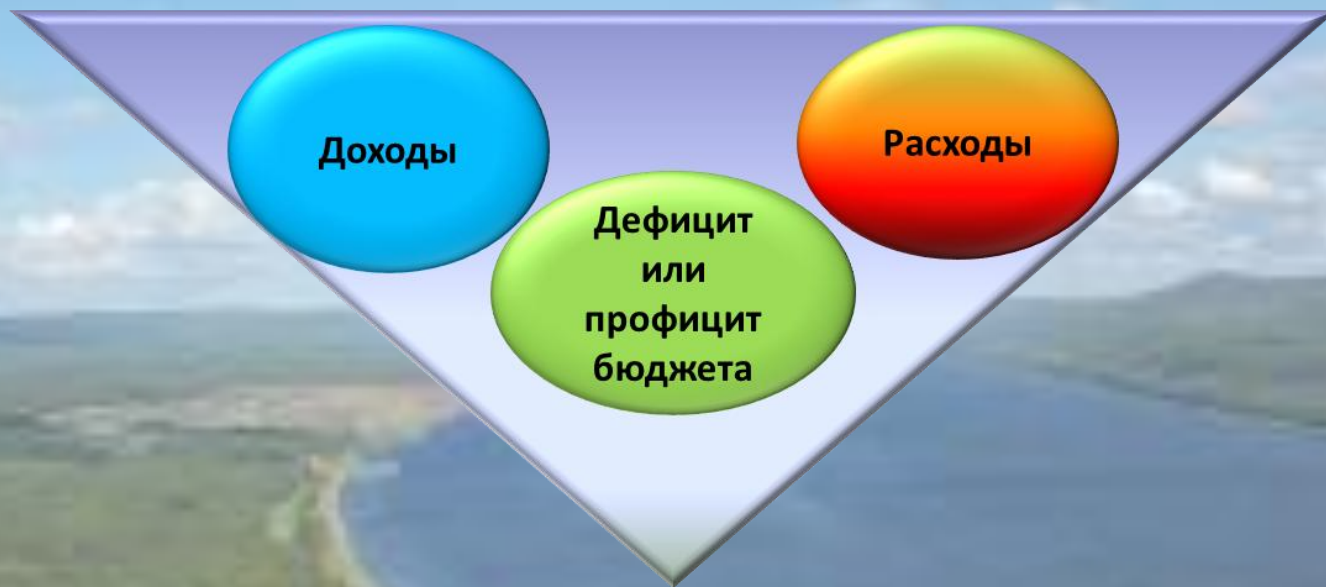 Доходы
Расходы
Дефицит
или
профицит
бюджета